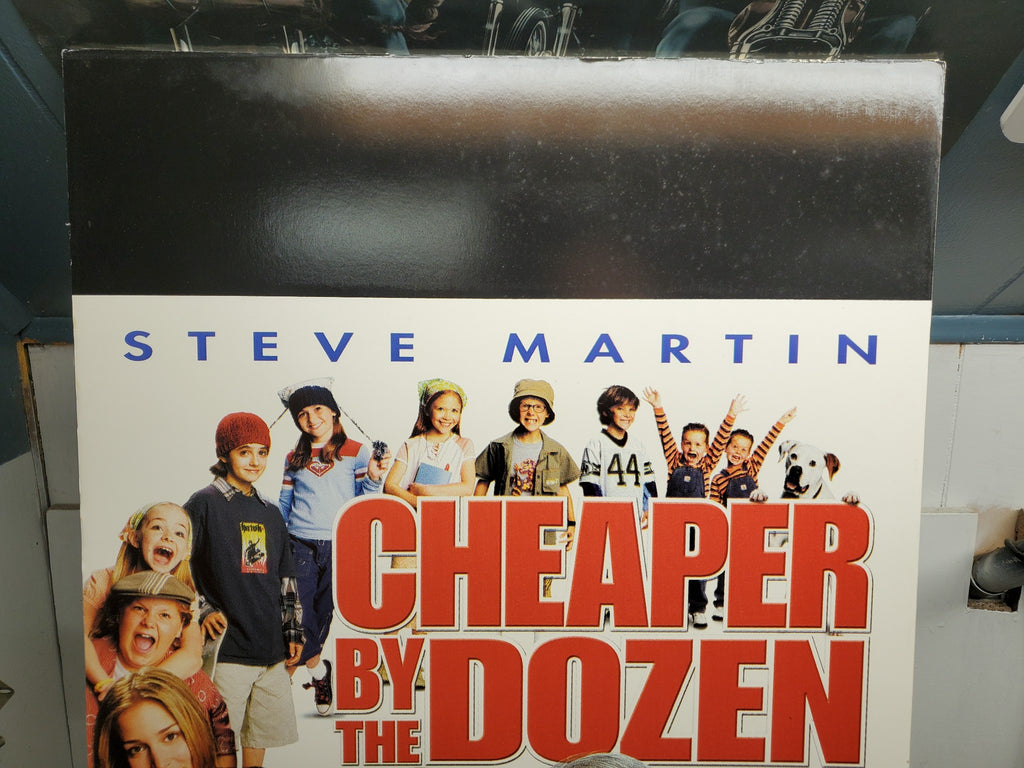 STEVE MARTIN
44
CHEAPER
BY
THE
DOZEN